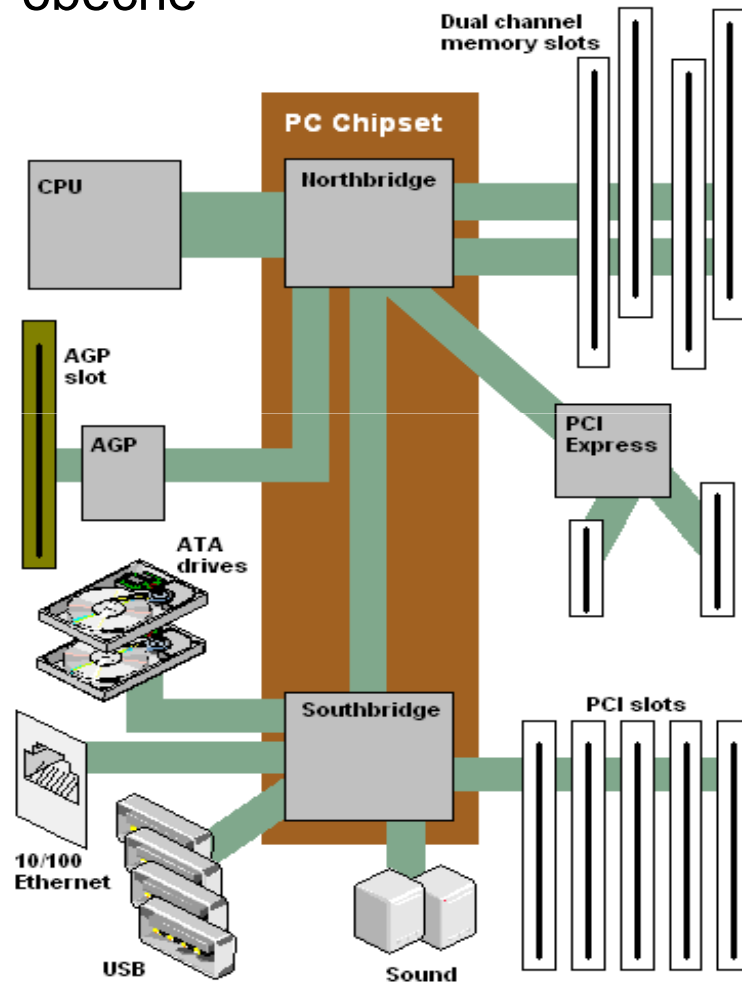 obecně
Dual channel
memory slots
PC Chipset
CPU
Northbridge
AGP
slot
AGP
PCI
Express
ATA
drives
Southbridge
PCI slots
10/100
Ethernet
USB
Sound